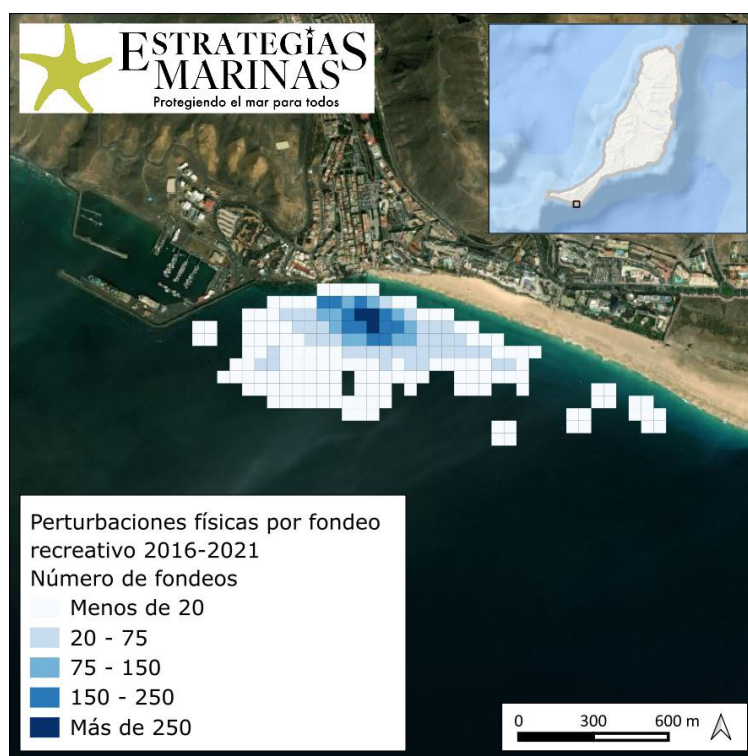 ESTRATEGIAS
MARINAS
Protegiendo el mar para todos
Perturbaciones físicas por fondeo
recreativo 2016-2021
Número de fondeos
Menos de 20
20 - 75
75 - 150
150 - 250
Más de 250
0 300 600 m